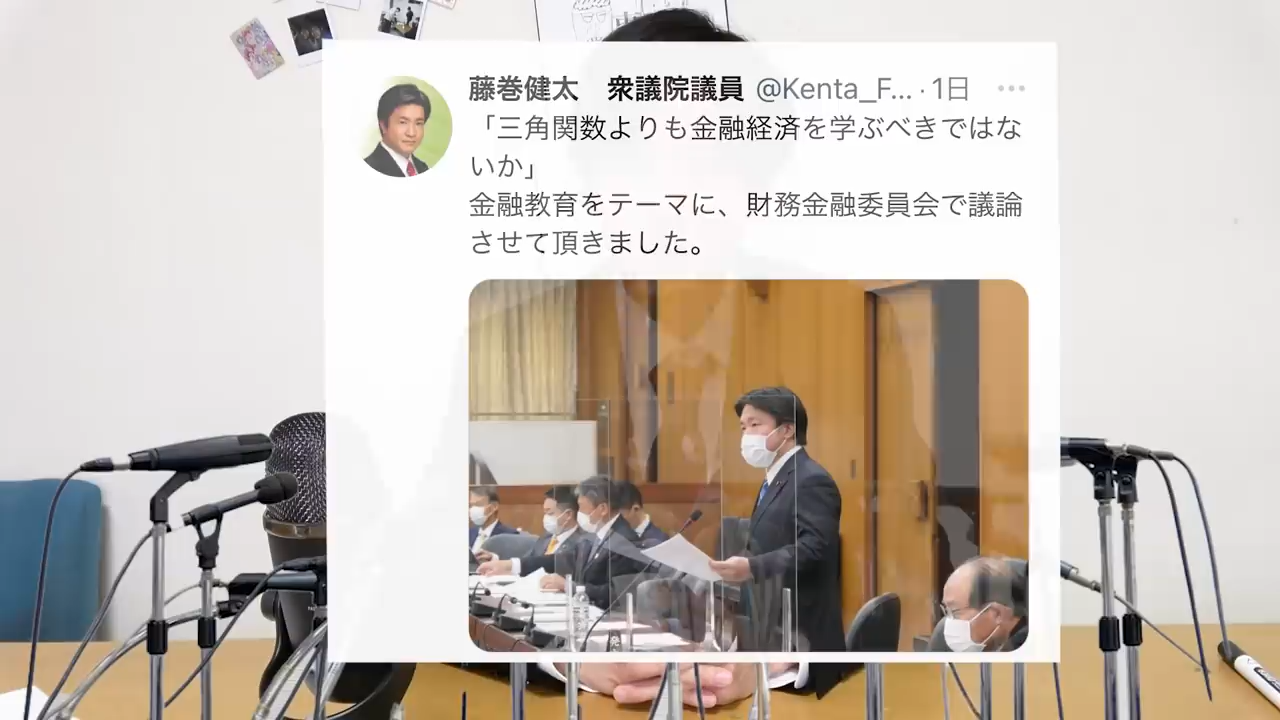 藤巻健太　衆議院議員 @Kenta_F... · 1日
「三角関数よりも金融経済を学ぶべきではな
いか」
金融教育をテーマに、財務金融委員会で議論
させて頂きました。